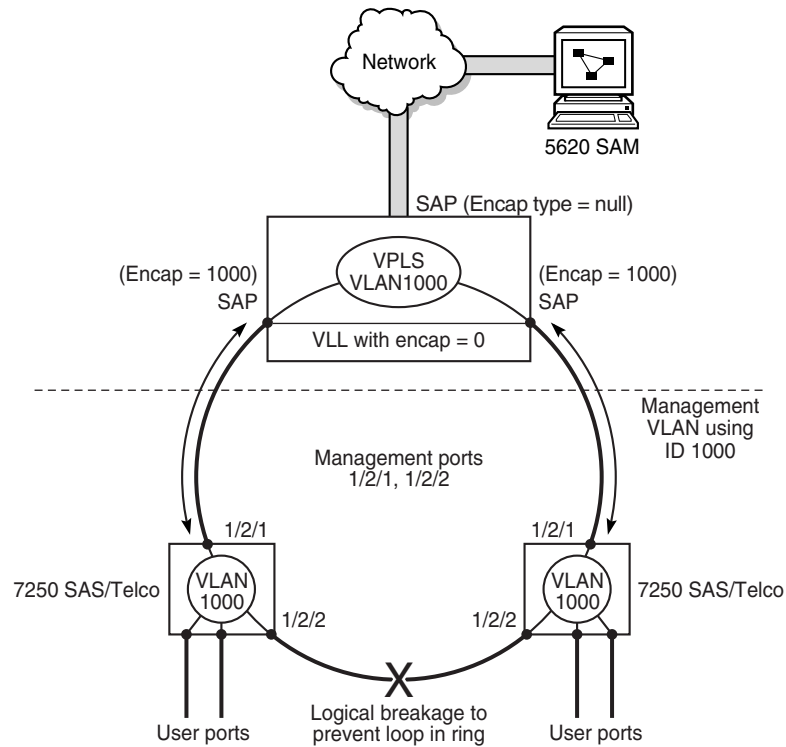 Network
5620 SAM
SAP (Encap type = null)
VPLS
VLAN1000
(Encap = 1000)
SAP
(Encap = 1000)
SAP
VLL with encap = 0
Management
VLAN using
ID 1000
Management ports
1/2/1, 1/2/2
1/2/1
1/2/1
7250 SAS/Telco
VLAN
1000
VLAN
1000
7250 SAS/Telco
1/2/2
1/2/2
X
User ports
Logical breakage to
prevent loop in ring
User ports